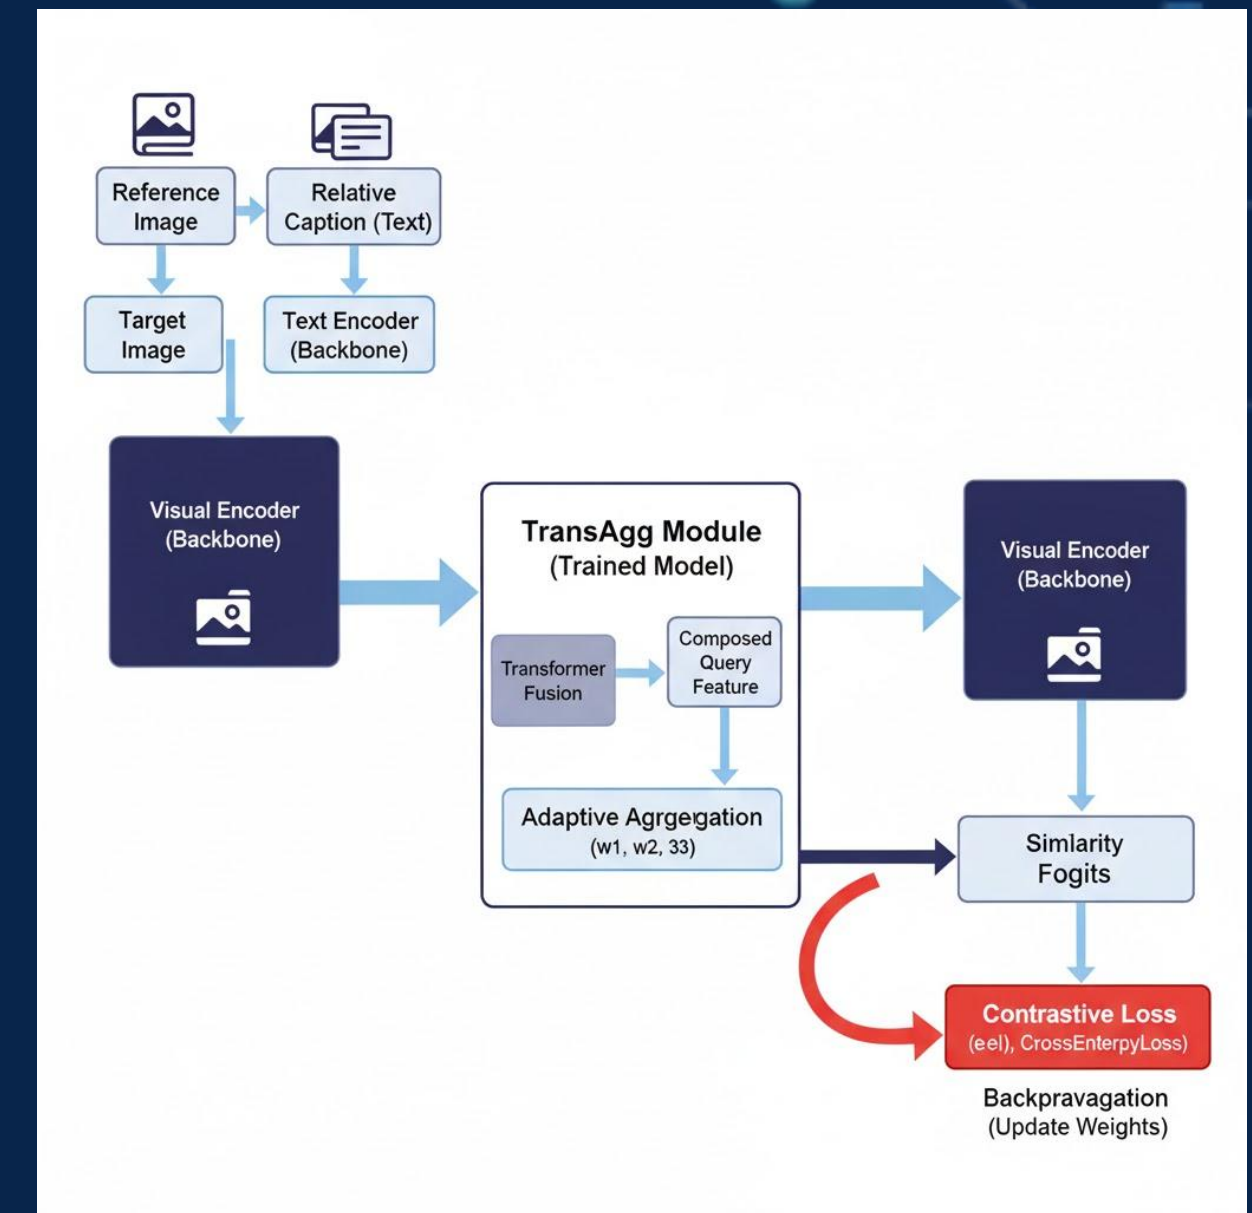 Reference
Image
Relative
Caption (Text)
Target
Image
Text Encoder
(Backbone)
Visual Encoder
(Backbone)
TransAgg Module
(Trained Model)
Transformer
Fusion
Composed
Query
Feature
Adaptive Agrgegation
(w1, w2, 33)
Visual Encoder
(Backbone)
Simlarity
Fogits
Contrastive Loss
(eel), CrossEnterpyLoss)
Backpravagation
(Update Weights)